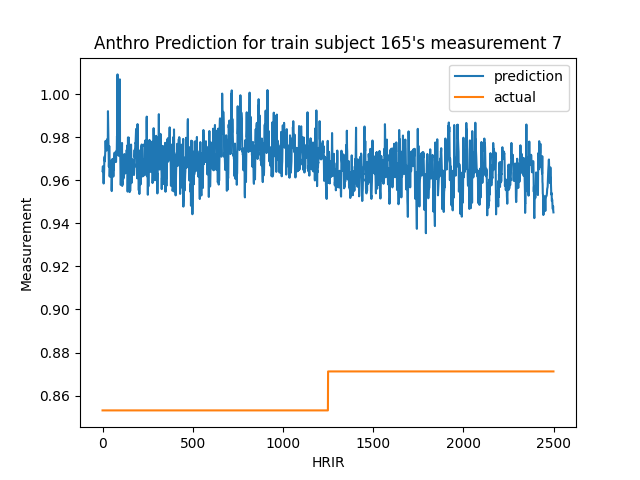 Anthro Prediction for train subject 165's measurement 7
prediction
actual
1.00
0.98
0.96
0.94
0.92
0.90
0.88
0.86
Measurement
0
500
1000
1500
2000
2500
HRIR